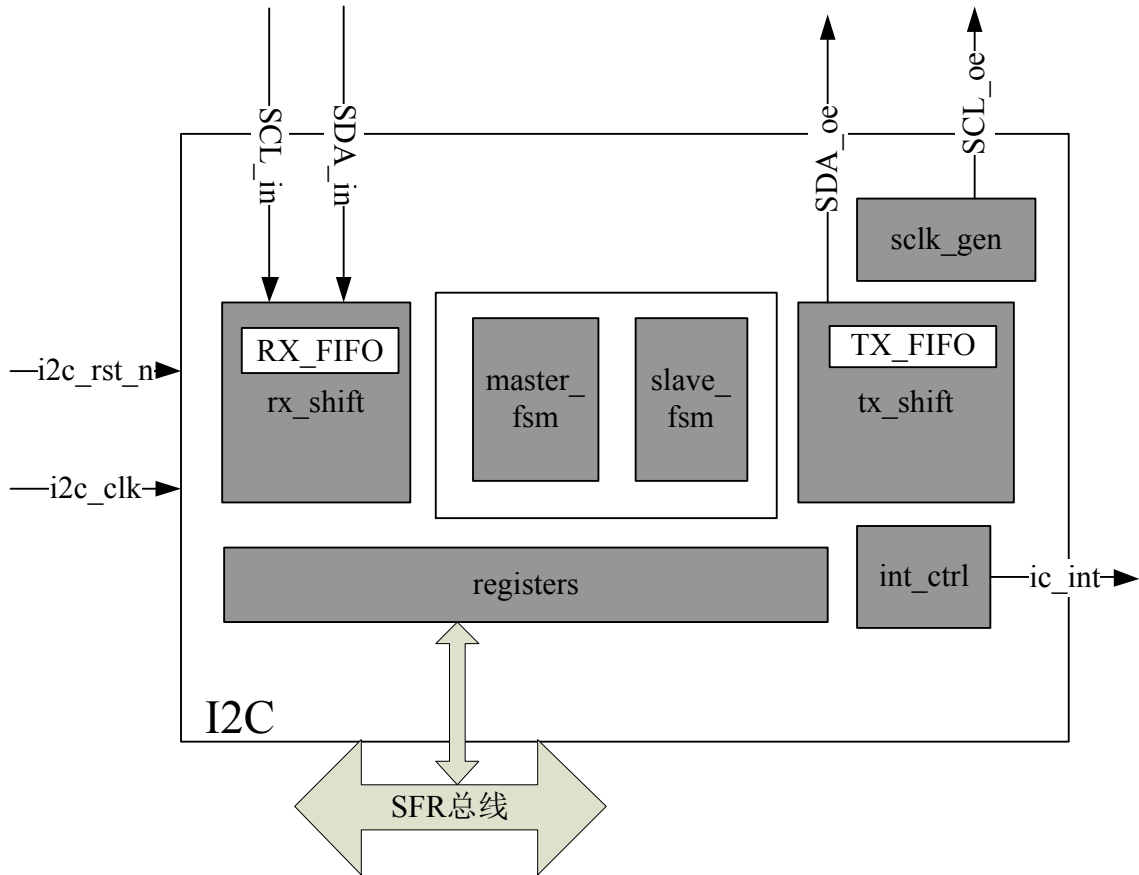 SCL_in
SDA_in
SDA_oe
SCL_oe
sclk_gen
i2c_rst_n
i2c_clk
RX_FIFO
rx_shift
master_
fsm
slave_
fsm
TX_FIFO
tx_shift
registers
int_ctrl
ic_int
I2C
SFR总线